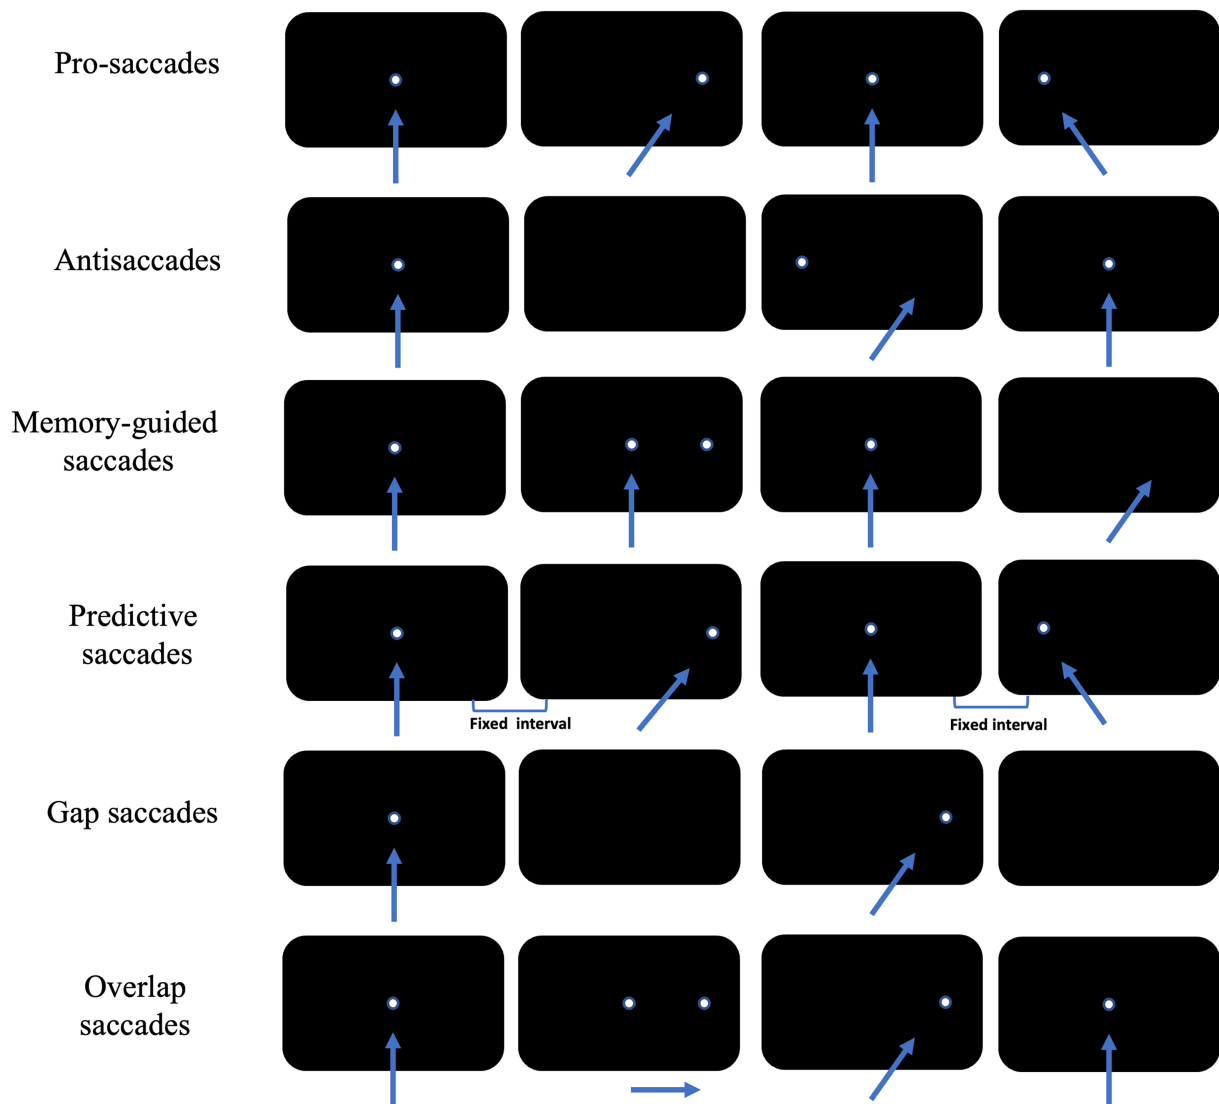 Pro-saccades
Antisaccades
Memory-guided
saccades
Predictive
saccades
Fixed interval
Fixed interval
Gap saccades
Overlap
saccades